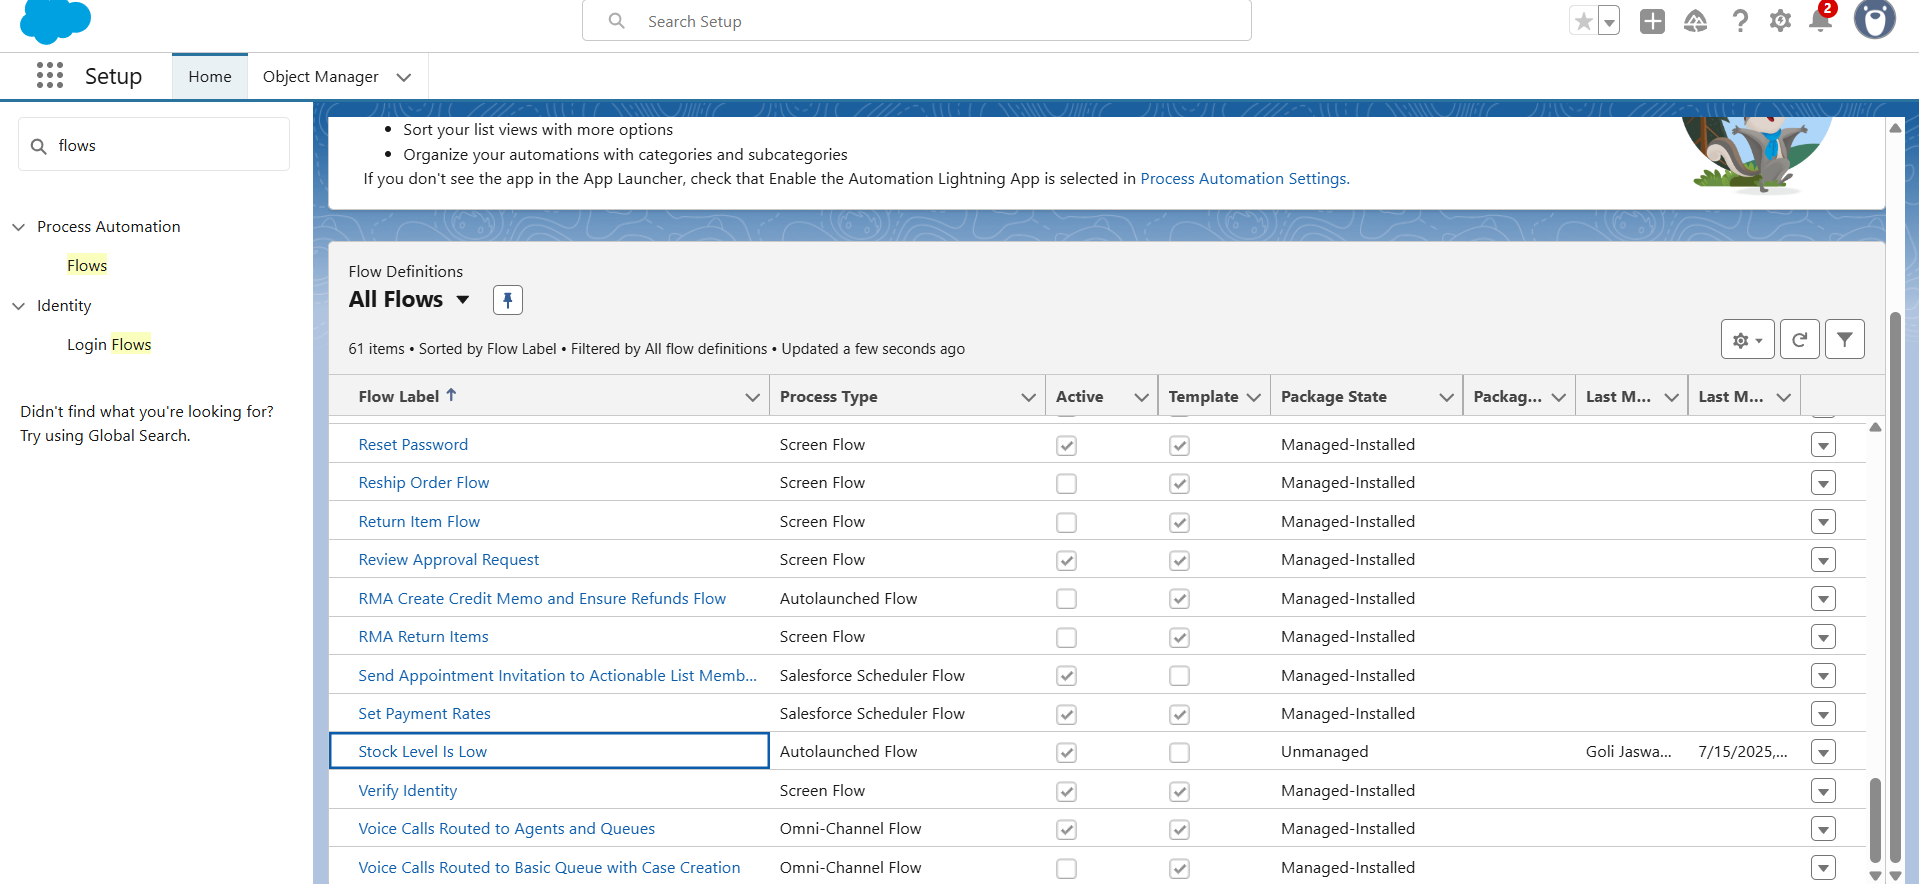 Search Setup
2
Setup
Home
Object Manager
flows
Process Automation
Flows
Identity
Login Flows
Didn't find what you're looking for?
Try using Global Search.
Sort your list views with more options
Organize your automations with categories and subcategories
If you don't see the app in the App Launcher, check that Enable the Automation Lightning App is selected in Process Automation Settings.
Flow Definitions
All Flows
61 items • Sorted by Flow Label • Filtered by All flow definitions • Updated a few seconds ago
Flow Label Process Type Active Template Package State Packag... Last M... Last M...
Reset Password Screen Flow Managed-Installed
Reship Order Flow Screen Flow Managed-Installed
Return Item Flow Screen Flow Managed-Installed
Review Approval Request Screen Flow Managed-Installed
RMA Create Credit Memo and Ensure Refunds Flow Autolaunched Flow Managed-Installed
RMA Return Items Screen Flow Managed-Installed
Send Appointment Invitation to Actionable List Memb... Salesforce Scheduler Flow Managed-Installed
Set Payment Rates Salesforce Scheduler Flow Managed-Installed
Stock Level Is Low Autolaunched Flow Unmanaged Goli Jaswa... 7/15/2025,...
Verify Identity Screen Flow Managed-Installed
Voice Calls Routed to Agents and Queues Omni-Channel Flow Managed-Installed
Voice Calls Routed to Basic Queue with Case Creation Omni-Channel Flow Managed-Installed